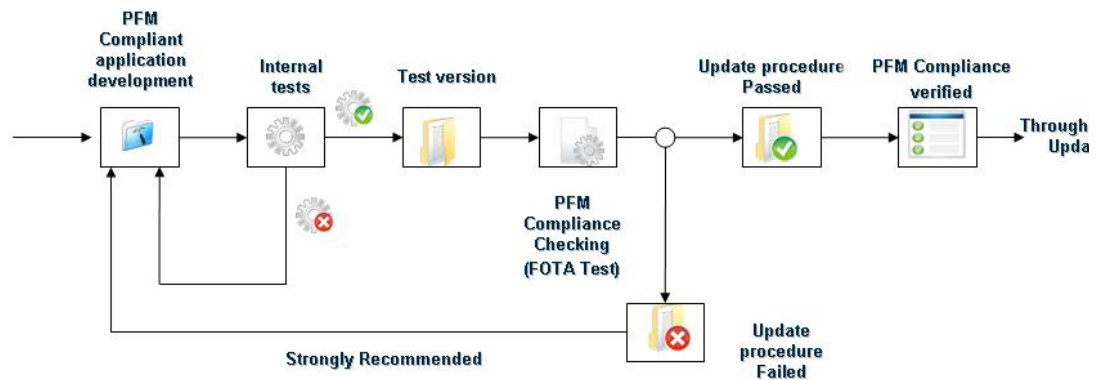 PFM
Compliant
application
development
Internal
tests
Test version
PFM
Compliance
Checking
(FOTA Test)
Update procedure
Passed
PFM Compliance
verified
Through
Upda
Update
procedure
Failed
Strongly Recommended